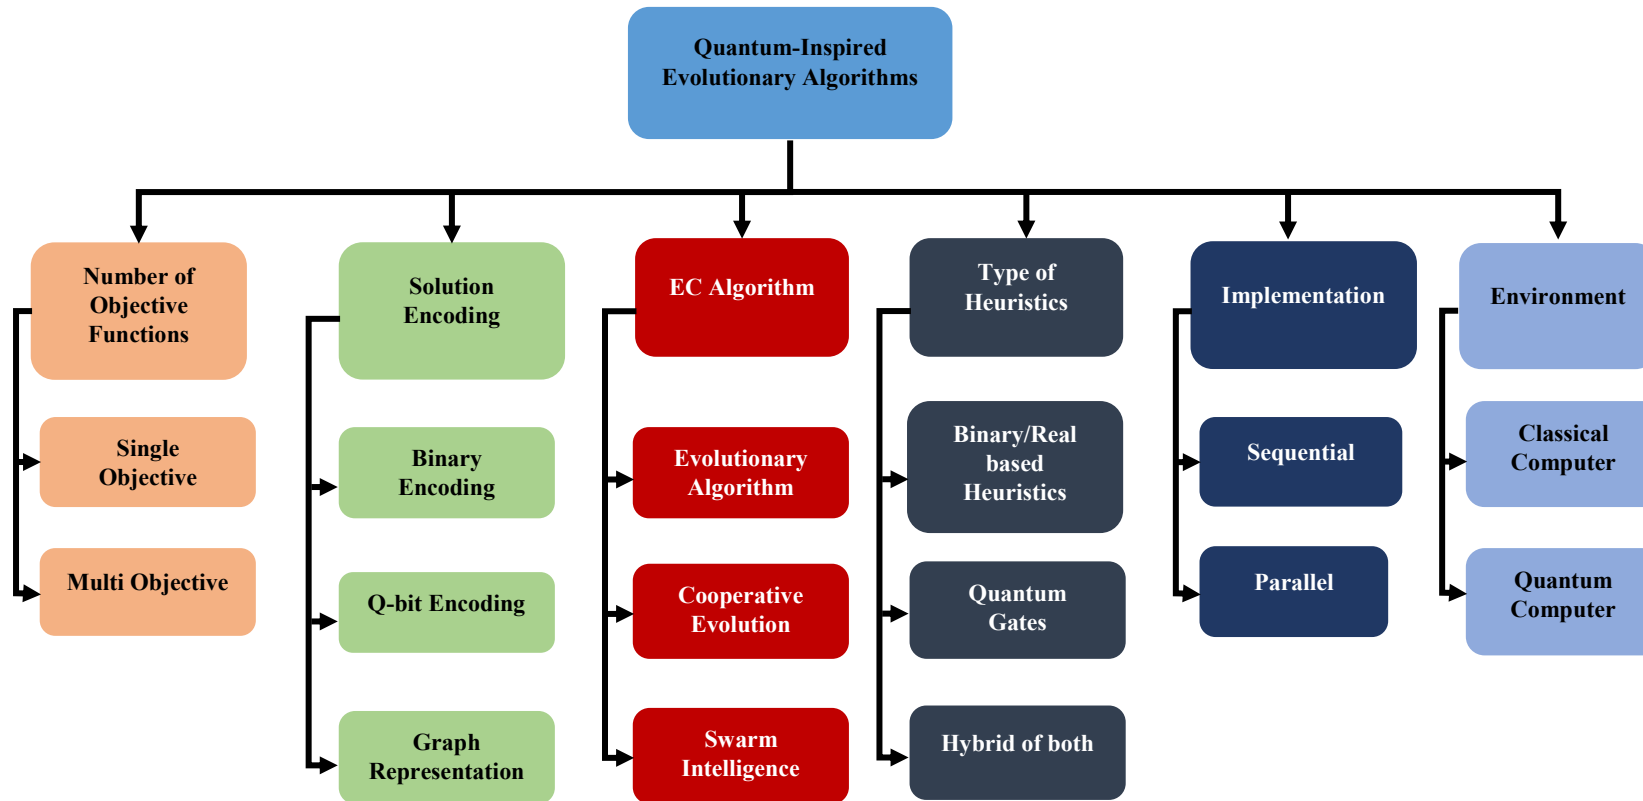 Quantum-Inspired
Evolutionary Algorithms
Number of
Objective
Functions
Single
Objective
Multi Objective
Solution
Encoding
Binary
Encoding
Q-bit Encoding
Graph
Representation
EC Algorithm
Evolutionary
Algorithm
Cooperative
Evolution
Swarm
Intelligence
Type of
Heuristics
Binary/Real
based
Heuristics
Quantum
Gates
Hybrid of both
Implementation
Sequential
Parallel
Environment
Classical
Computer
Quantum
Computer